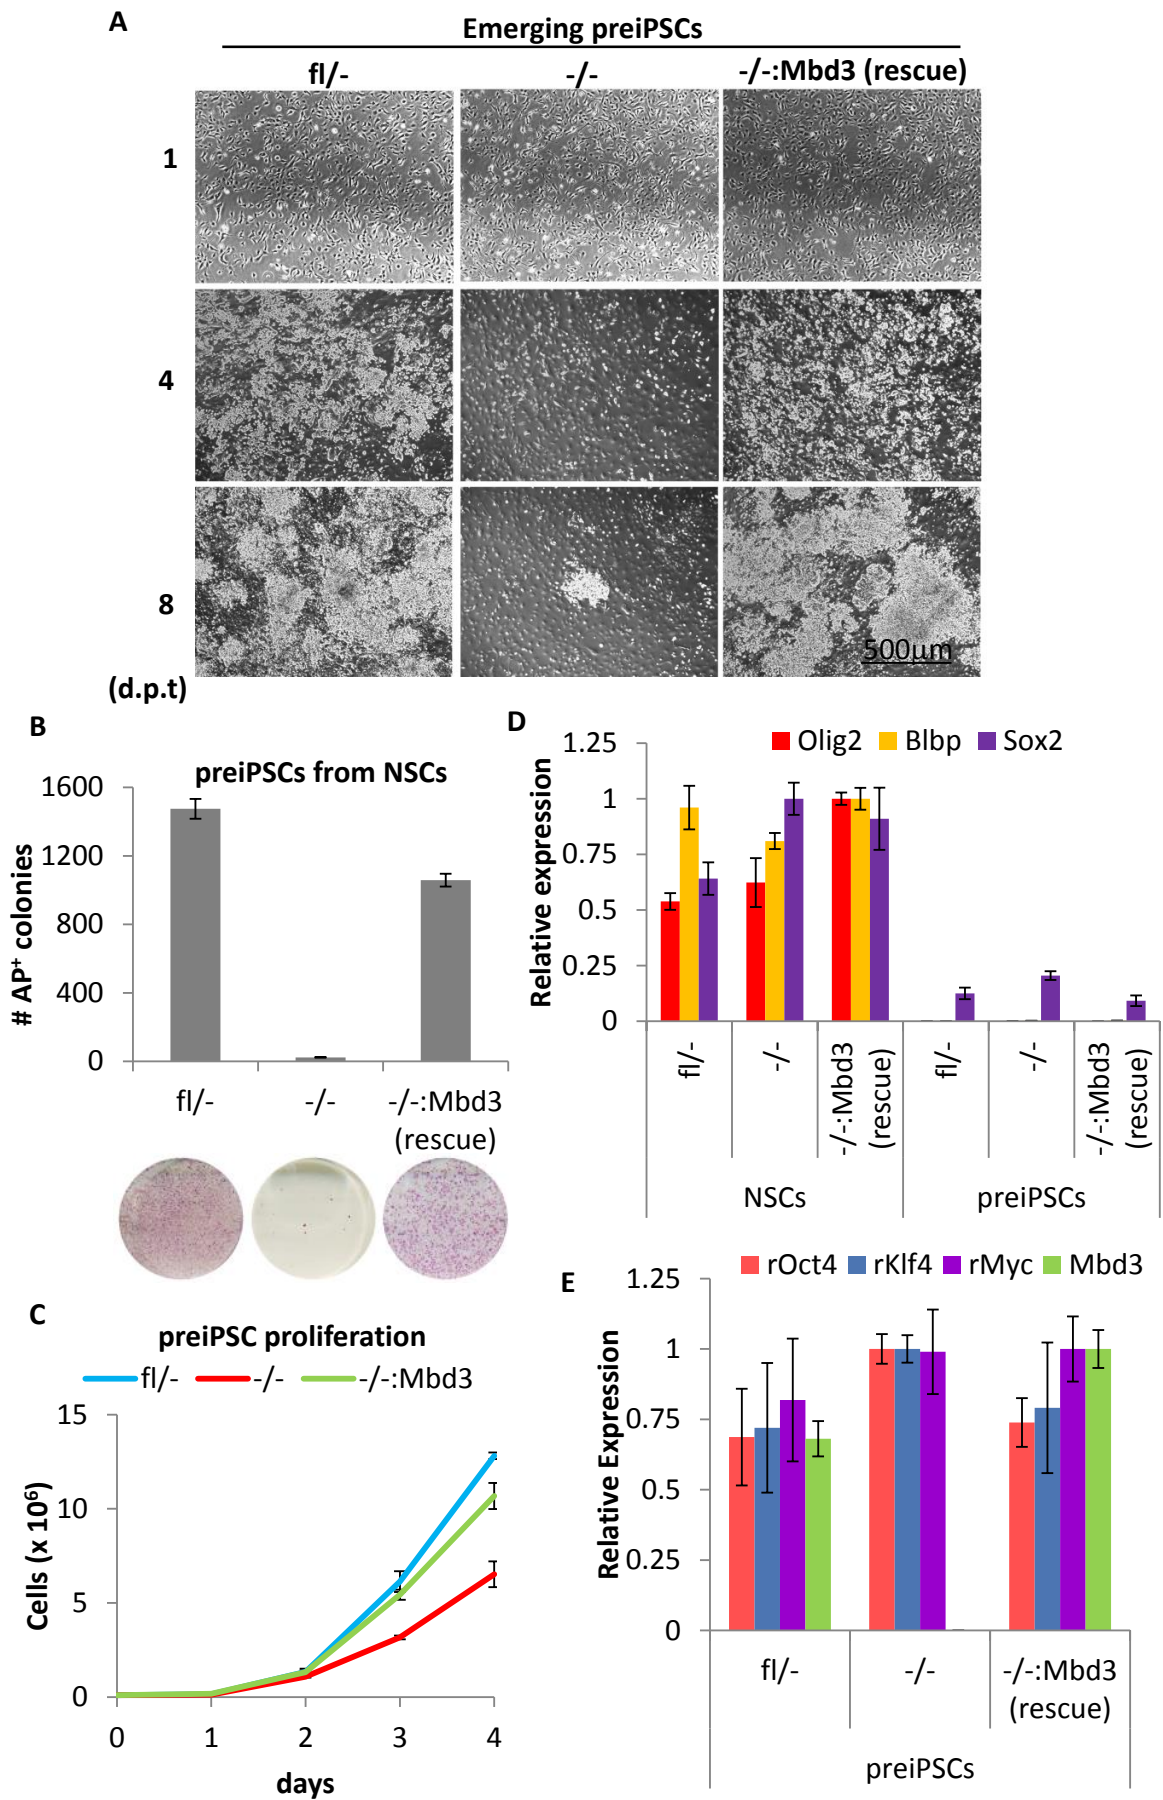 A
Emerging preiPSCs
fl/-
-/-
-/-:Mbd3 (rescue)
1
4
8
500µm
(d.p.t)
B
preiPSCs from NSCs
# AP+ colonies
1600
1200
800
400
0
fl/-
-/-
-/-:Mbd3
(rescue)
C
preiPSC proliferation
fl/-
-/-
-/-:Mbd3
Cells (x 10⁶)
15
10
5
0
0
1
2
3
4
days
D
Olig2
Blbp
Sox2
Relative expression
1.25
1
0.75
0.5
0.25
0
fl/-
-/-
-/-:Mbd3
(rescue)
fl/-
-/-
-/-:Mbd3
(rescue)
NSCs
preiPSCs
E
rOct4
rKlf4
rMyc
Mbd3
Relative Expression
1.25
1
0.75
0.5
0.25
0
fl/-
-/-
-/-:Mbd3
(rescue)
preiPSCs